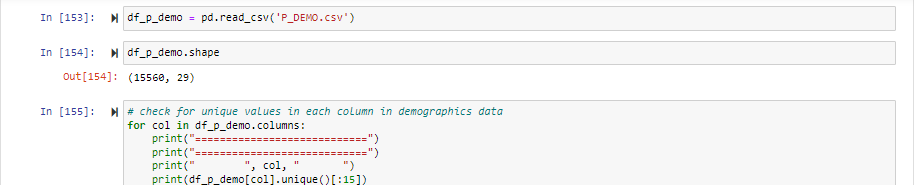 In [153]: df_p_demo = pd.read_csv('P_DEMO.csv')
In [154]: df_p_demo.shape
Out[154]: (15560, 29)
In [155]: # check for unique values in each column in demographics data
for col in df_p_demo.columns:
    print("============================")
    print("============================")
    print("        ", col, "       ")
    print(df_p_demo[col].unique()[:15])